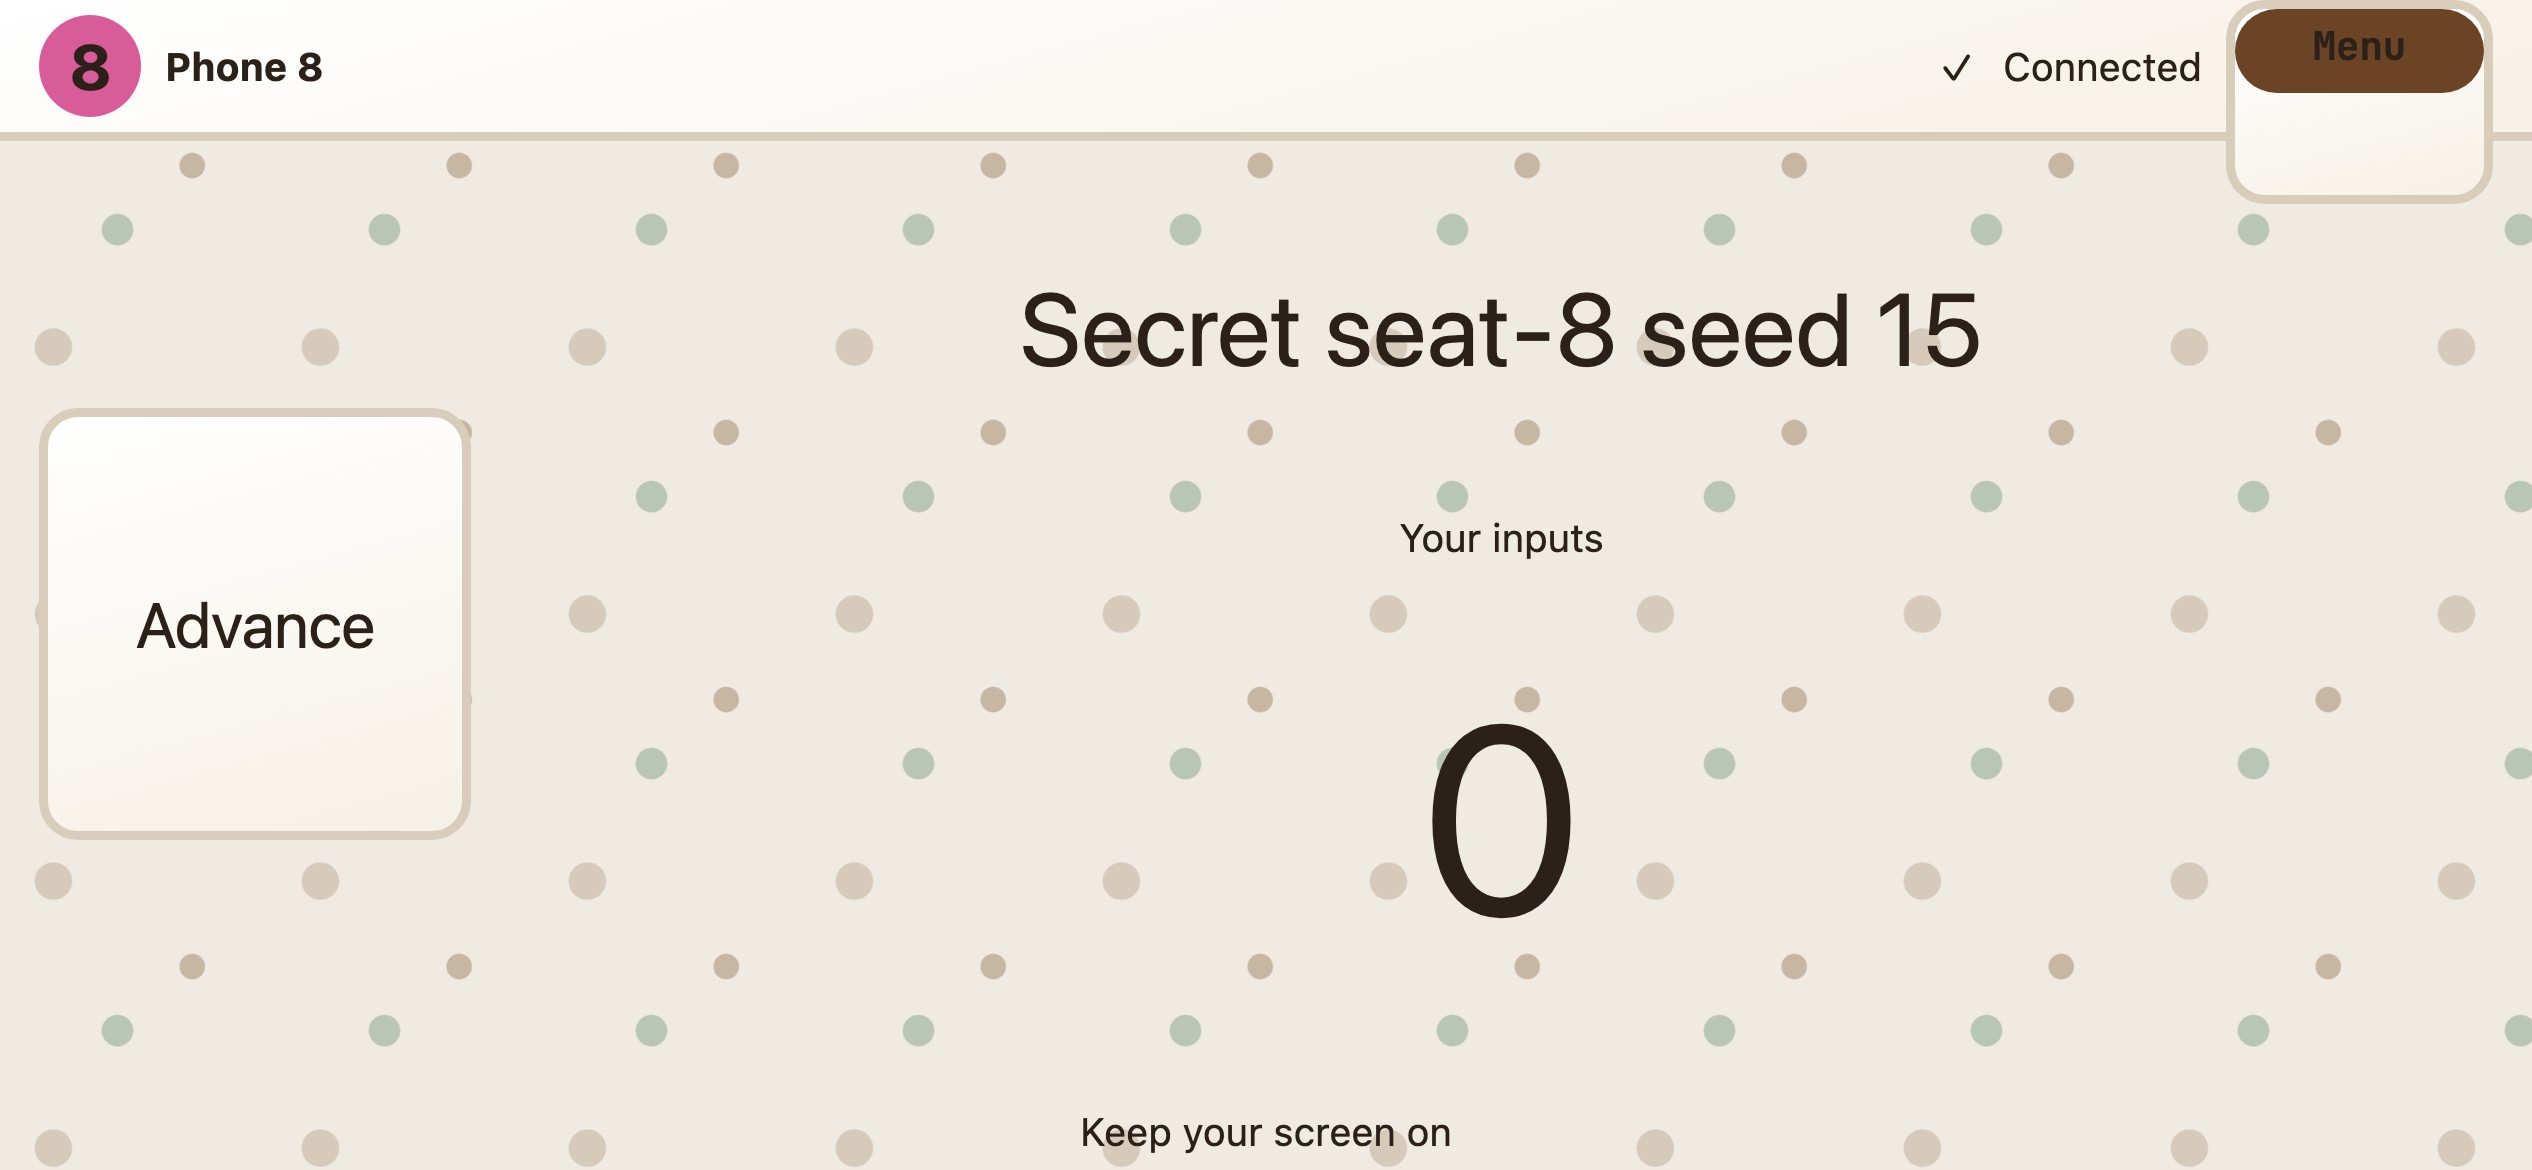 8 Phone 8 ✓ Connected Menu
Secret seat-8 seed 15
Your inputs
Advance
0
Keep your screen on